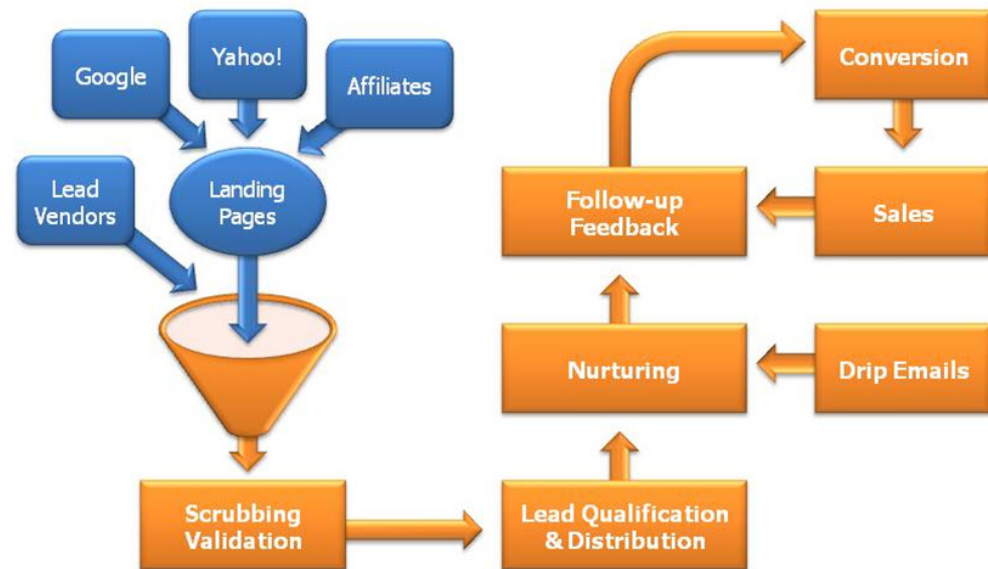 Google
Yahoo!
Affiliates
Lead
Vendors
Landing
Pages
Scrubbing
Validation
Lead Qualification
& Distribution
Nurturing
Drip Emails
Follow-up
Feedback
Sales
Conversion